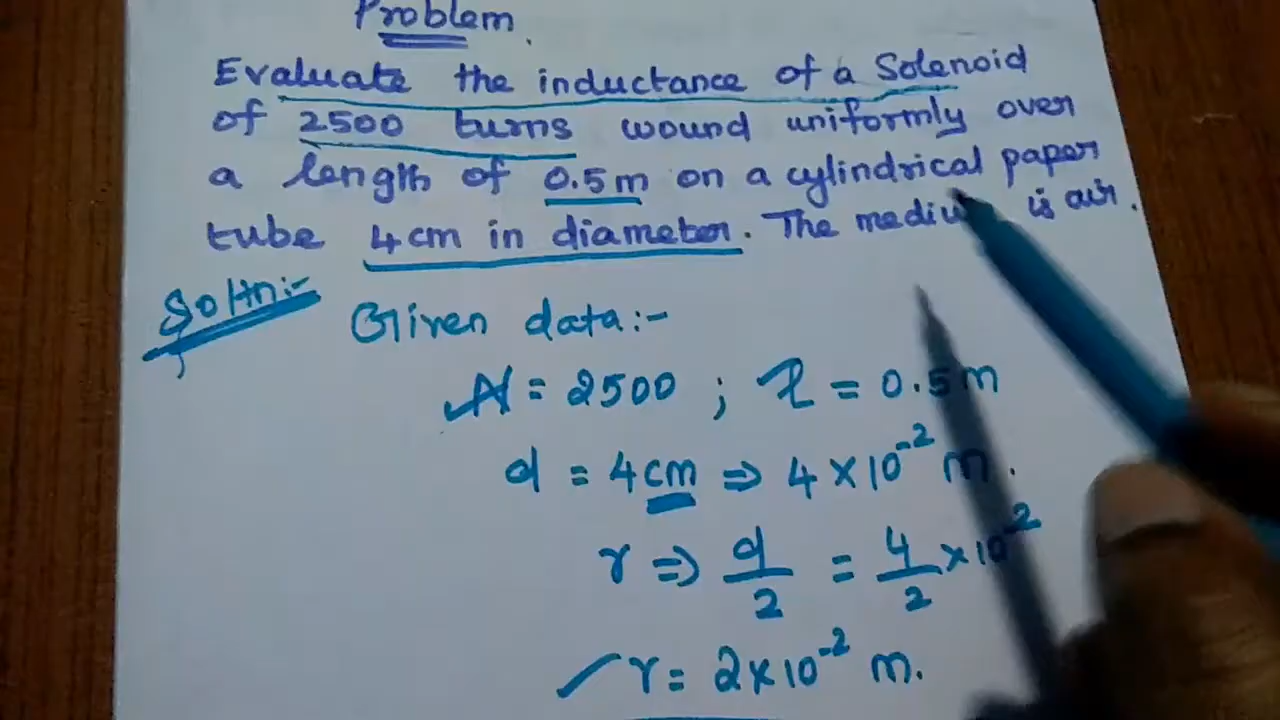 Problem.
Evaluate the inductance of a Solenoid
of 2500 turns wound uniformly over
a length of 0.5m on a cylindrical paper
tube 4cm in diameter. The medium is air.
Soltn:-
Given data:-
N = 2500 ; l = 0.5m
d = 4cm ⇒ 4×10⁻² m.
r ⇒ d/2 = 4/2 ×10⁻²
r = 2×10⁻² m.